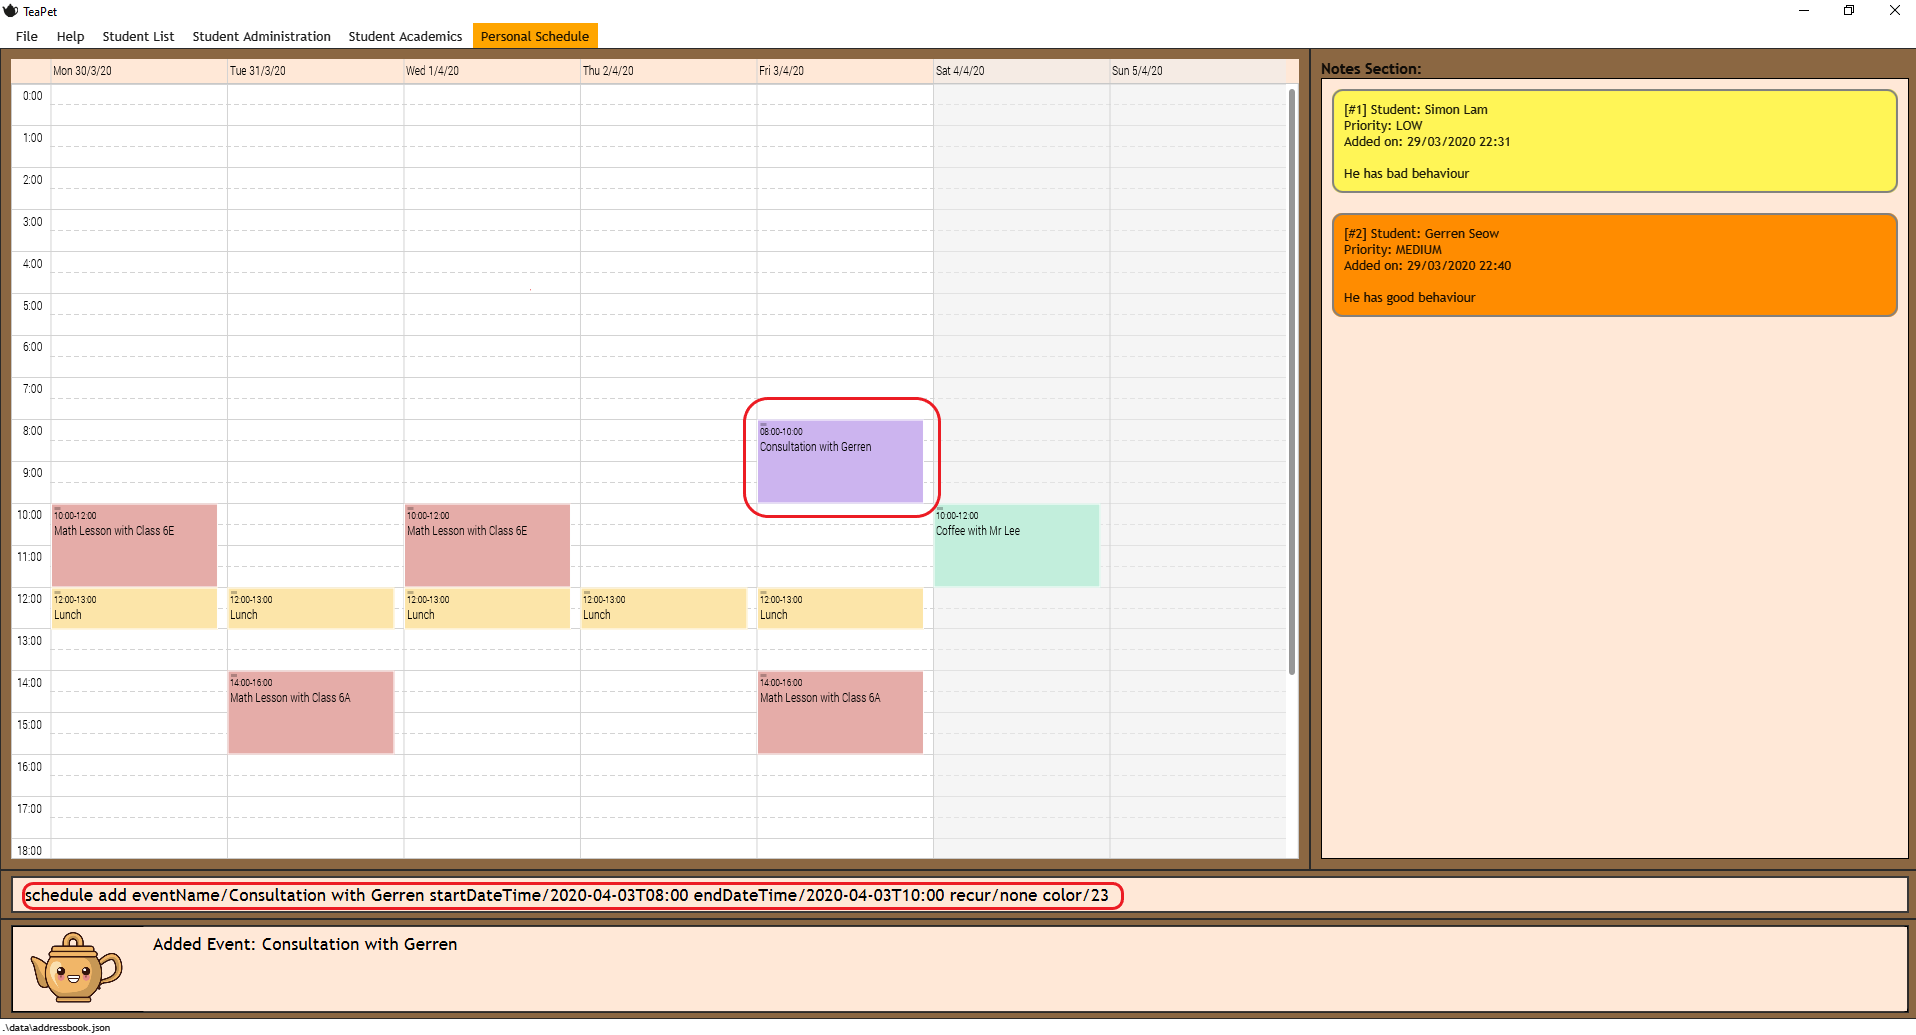 TeaPet
File Help Student List Student Administration Student Academics Personal Schedule
Mon 30/3/20 Tue 31/3/20 Wed 1/4/20 Thu 2/4/20 Fri 3/4/20 Sat 4/4/20 Sun 5/4/20
0:00
1:00
2:00
3:00
4:00
5:00
6:00
7:00
8:00
08:00-10:00
Consultation with Gerren
9:00
10:00
10:00-12:00 10:00-12:00 10:00-12:00
Math Lesson with Class 6E Math Lesson with Class 6E Coffee with Mr Lee
11:00
12:00
12:00-13:00 12:00-13:00 12:00-13:00 12:00-13:00 12:00-13:00
Lunch Lunch Lunch Lunch Lunch
13:00
14:00
14:00-16:00 14:00-16:00
Math Lesson with Class 6A Math Lesson with Class 6A
15:00
16:00
17:00
18:00
Notes Section:
[#1] Student: Simon Lam
Priority: LOW
Added on: 29/03/2020 22:31
He has bad behaviour
[#2] Student: Gerren Seow
Priority: MEDIUM
Added on: 29/03/2020 22:40
He has good behaviour
schedule add eventName/Consultation with Gerren startDateTime/2020-04-03T08:00 endDateTime/2020-04-03T10:00 recur/none color/23
Added Event: Consultation with Gerren
.\data\addressbook.json